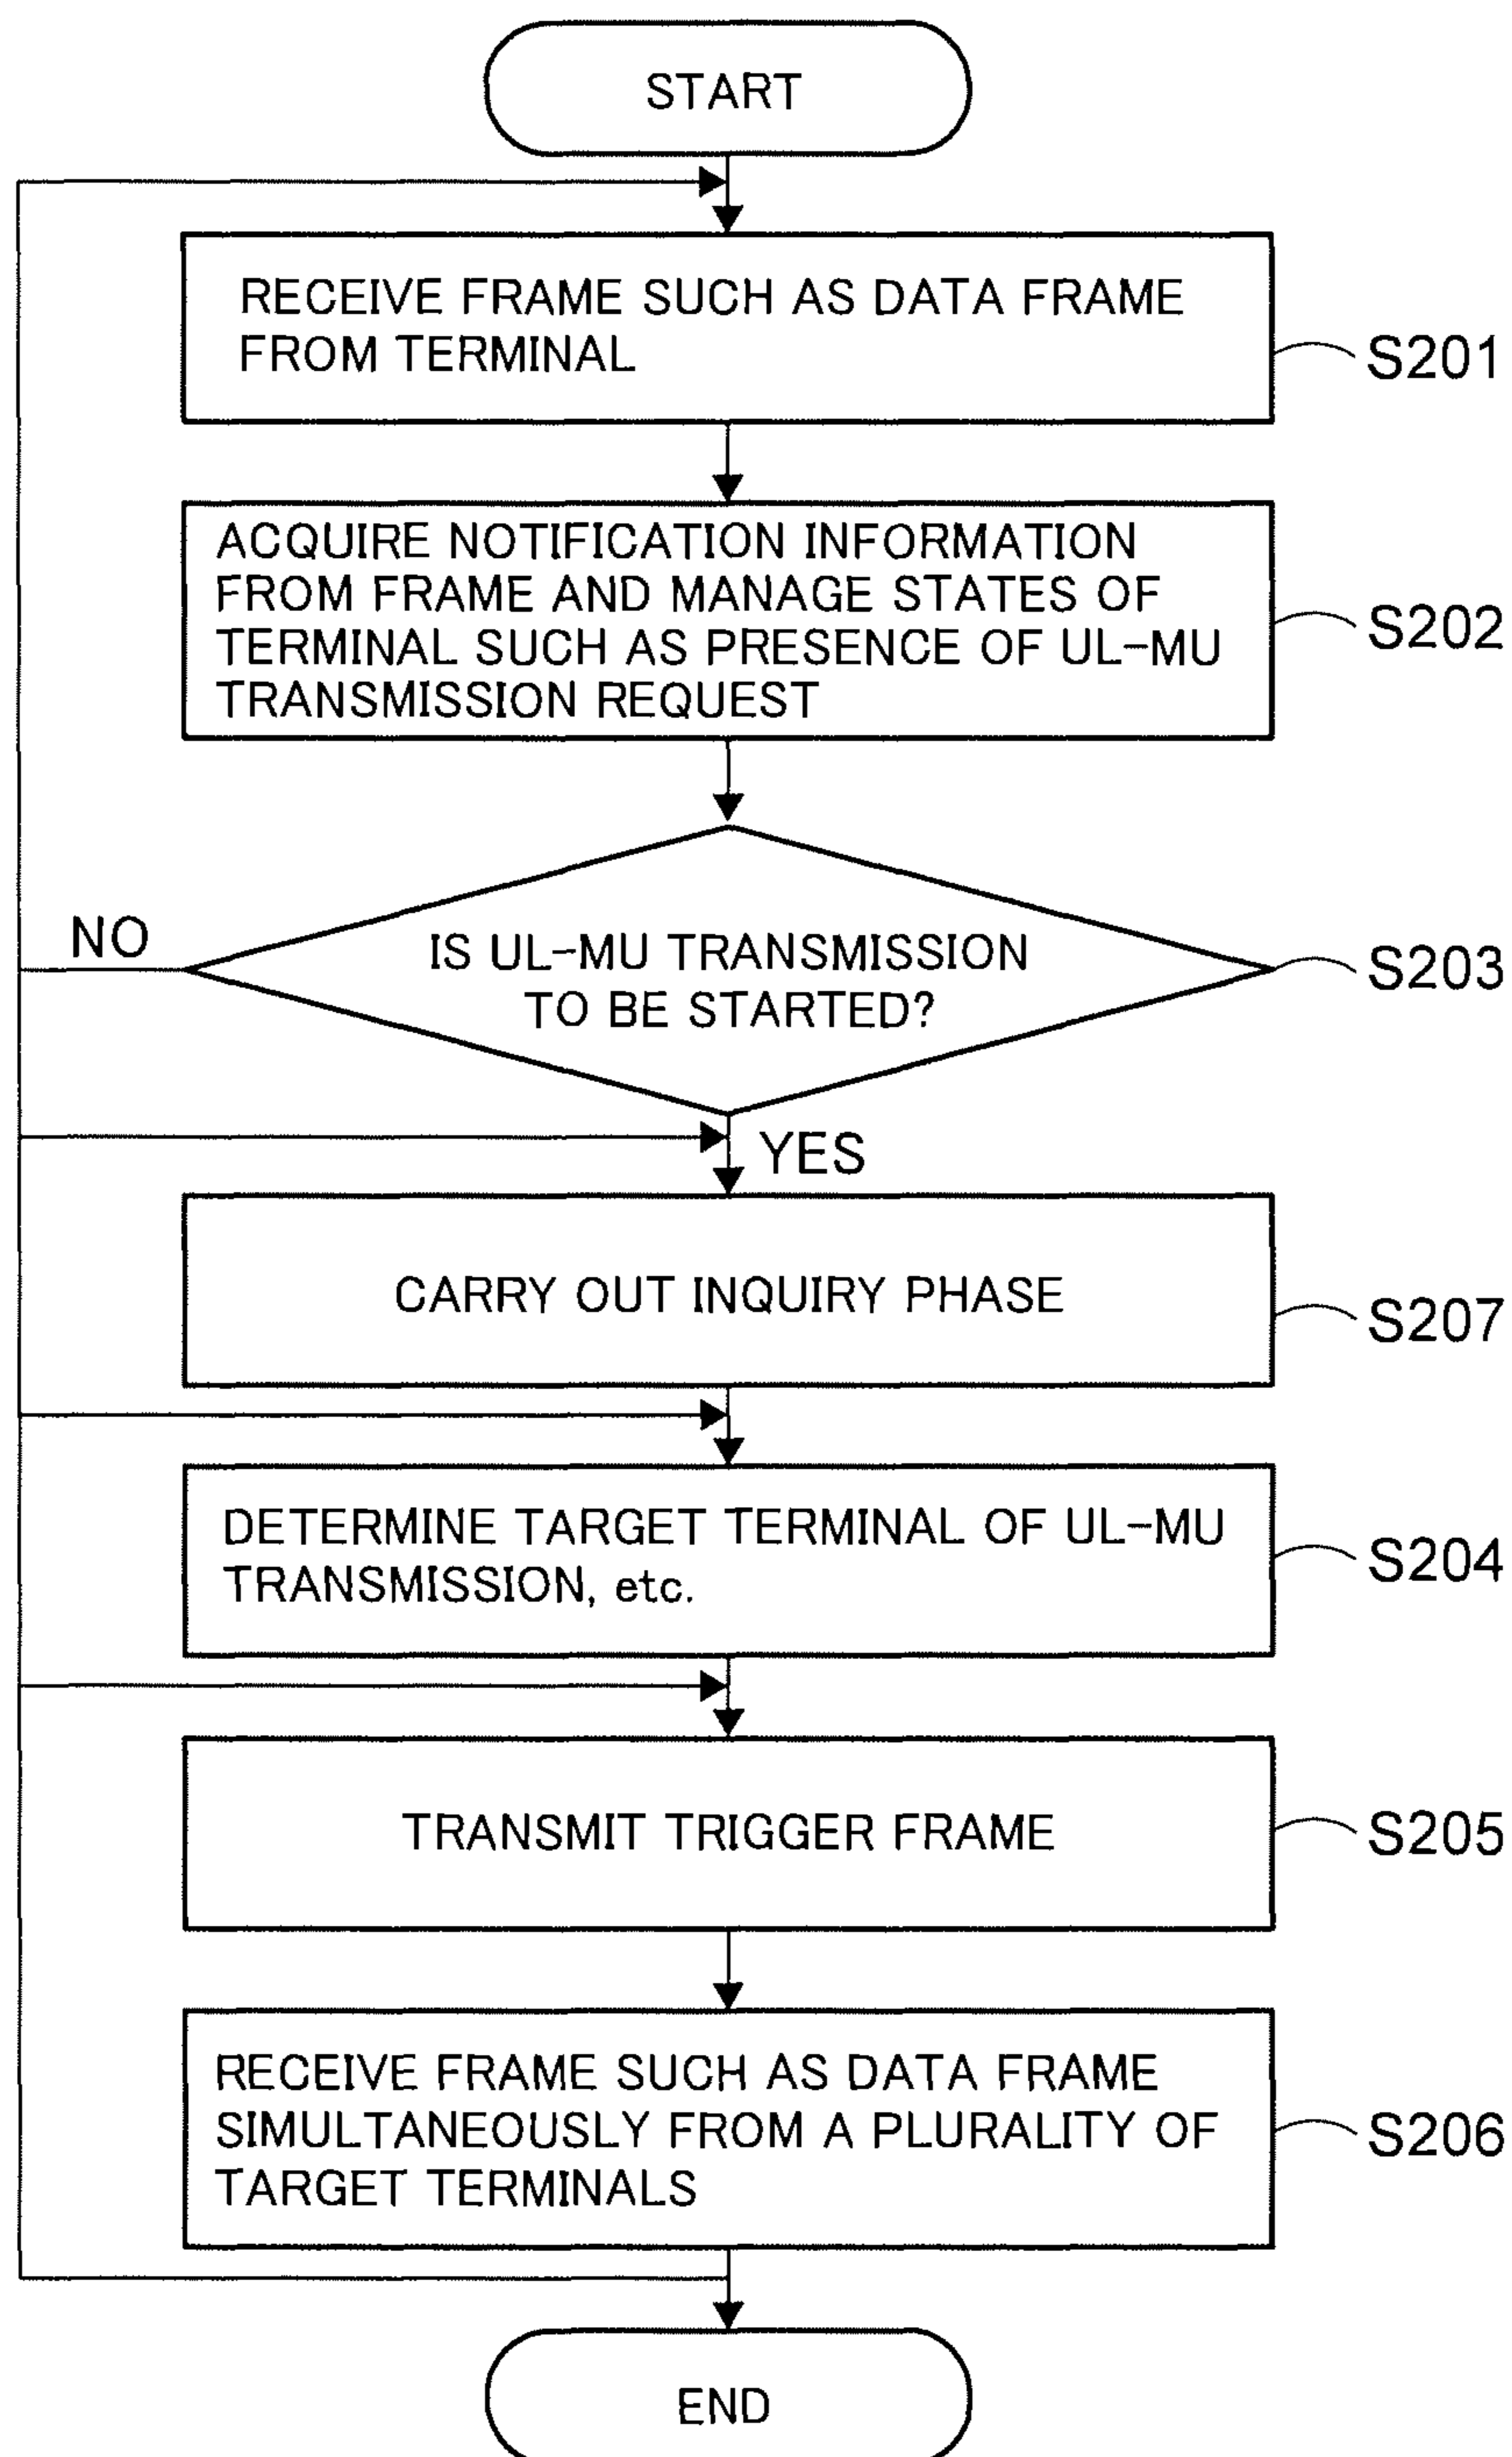 START
RECEIVE FRAME SUCH AS DATA FRAME
FROM TERMINAL
S201
ACQUIRE NOTIFICATION INFORMATION
FROM FRAME AND MANAGE STATES OF
TERMINAL SUCH AS PRESENCE OF UL-MU
TRANSMISSION REQUEST
S202
NO
IS UL-MU TRANSMISSION
TO BE STARTED?
S203
YES
CARRY OUT INQUIRY PHASE
S207
DETERMINE TARGET TERMINAL OF UL-MU
TRANSMISSION, etc.
S204
TRANSMIT TRIGGER FRAME
S205
RECEIVE FRAME SUCH AS DATA FRAME
SIMULTANEOUSLY FROM A PLURALITY OF
TARGET TERMINALS
S206
END